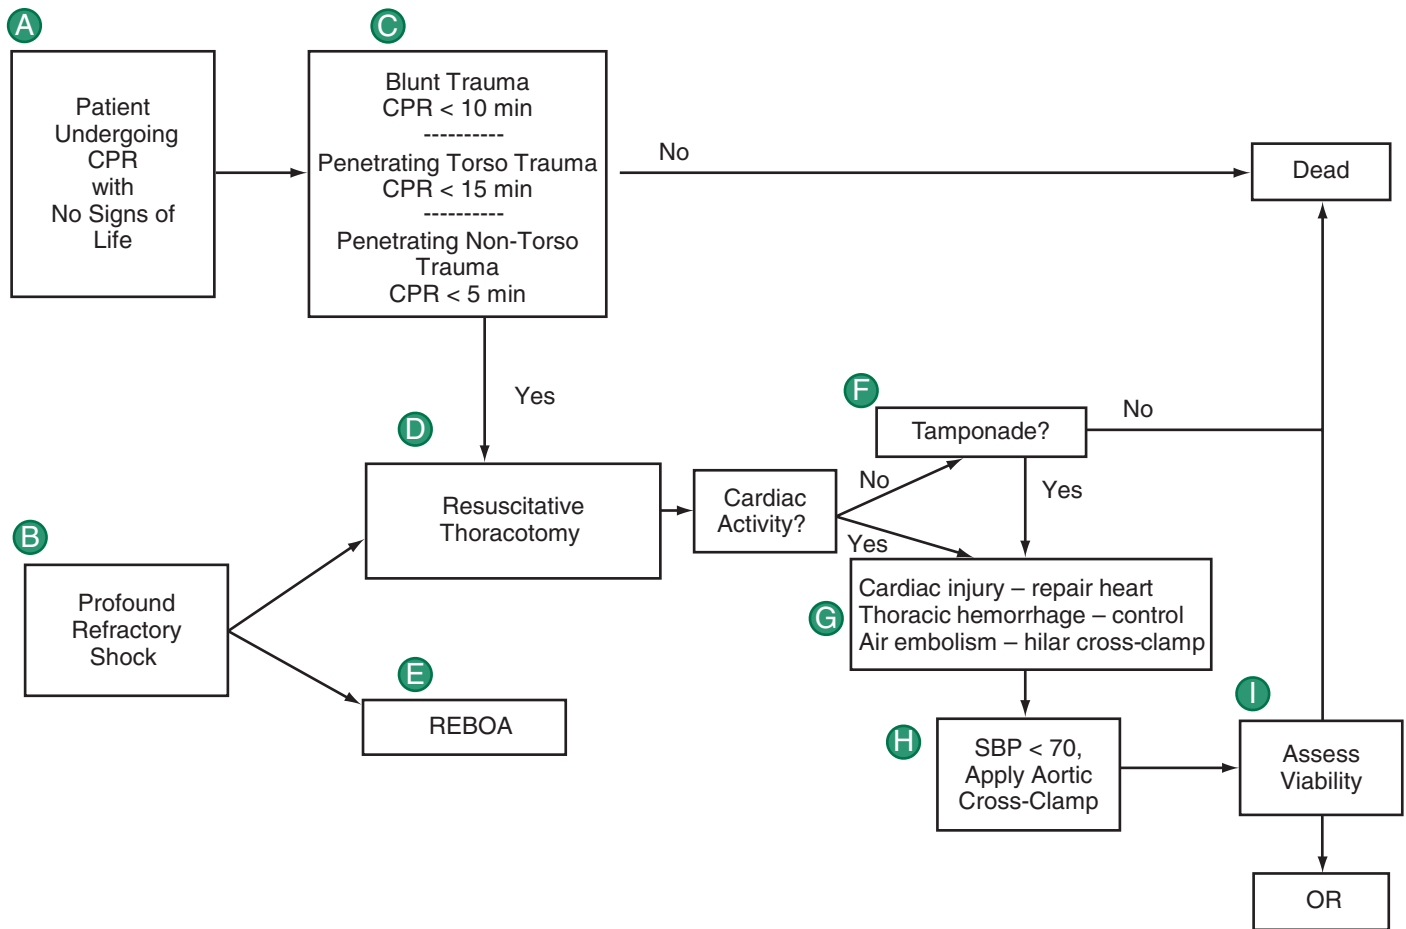 A
Patient
Undergoing
CPR
with
No Signs of
Life
C
Blunt Trauma
CPR < 10 min
----------
Penetrating Torso Trauma
CPR < 15 min
----------
Penetrating Non-Torso
Trauma
CPR < 5 min
No
Dead
Yes
D
Resuscitative
Thoracotomy
B
Profound
Refractory
Shock
E
REBOA
Cardiac
Activity?
No
Yes
F
Tamponade?
No
Yes
G
Cardiac injury – repair heart
Thoracic hemorrhage – control
Air embolism – hilar cross-clamp
H
SBP < 70,
Apply Aortic
Cross-Clamp
I
Assess
Viability
OR